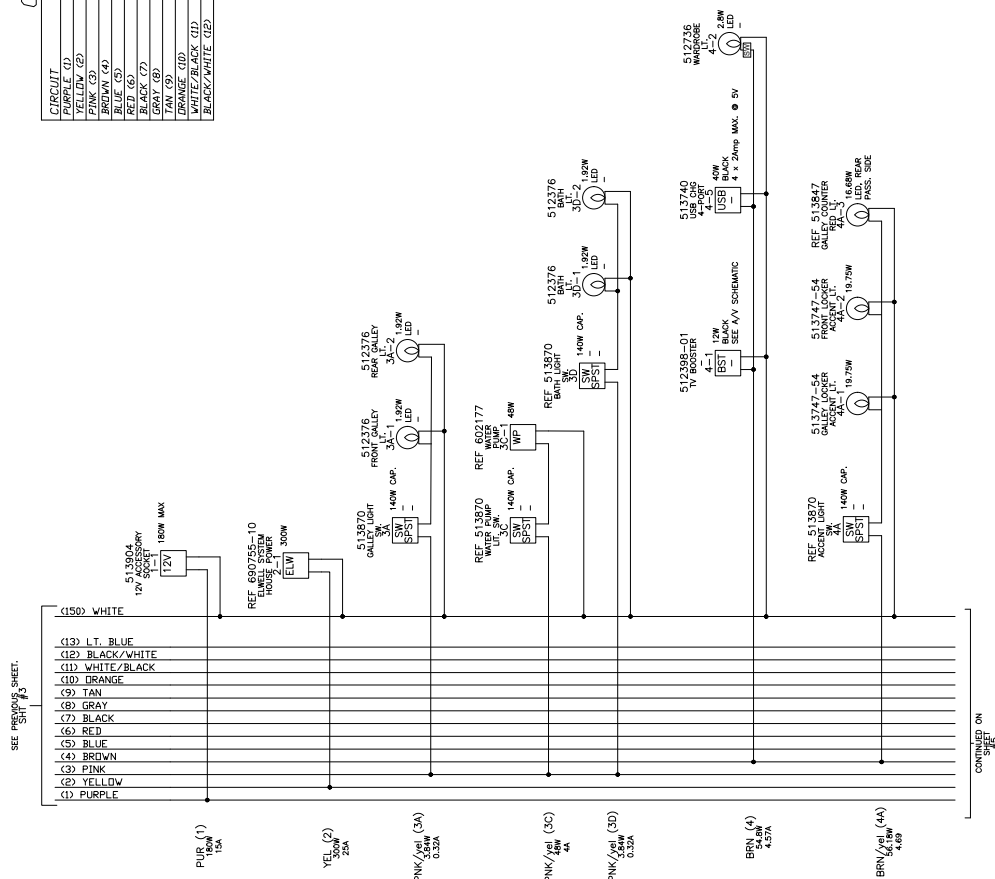 CIRCUIT
PURPLE (1)
YELLOW (2)
PINK (3)
BROWN (4)
BLUE (5)
RED (6)
BLACK (7)
GRAY (8)
TAN (9)
ORANGE (10)
WHITE/BLACK (11)
BLACK/WHITE (12)
SEE PREVIOUS SHEET.
SHT #3
(150) WHITE
(13) LT. BLUE
(12) BLACK/WHITE
(11) WHITE/BLACK
(10) ORANGE
(9) TAN
(8) GRAY
(7) BLACK
(6) RED
(5) BLUE
(4) BROWN
(3) PINK
(2) YELLOW
(1) PURPLE
CONTINUED ON
SHEET
#5
513904
12V ACCESSORY
SOCKET
1-1
12V
180W MAX
REF 690755-10
ELWELL SYSTEM
HOUSE POWER
2-1
ELW
300W
513870
GALLEY LIGHT
SW.
3A
SW
SPST
140W CAP.
-
-
512376
FRONT GALLEY
LT.
3A-1
1.92W
LED
-
512376
REAR GALLEY
LT.
3A-2
1.92W
LED
-
REF 513870
WATER PUMP
LIT. SW.
3C
SW
SPST
140W CAP.
-
-
REF 602177
WATER
PUMP
3C-1
WP
48W
REF 513870
BATH LIGHT
SW.
3D
SW
SPST
140W CAP.
-
-
512376
BATH
LT.
3D-1
1.92W
LED
-
512376
BATH
LT.
3D-2
1.92W
LED
-
512398-01
TV BOOSTER
-
4-1
BST
-
12W
BLACK
SEE A/V SCHEMATIC
513740
USB CHG
4-PORT
4-5
USB
-
40W
BLACK
4 x 2Amp MAX. @ 5V
512736
WARDROBE
LT.
4-2
2.8W
LED
SW
REF 513870
ACCENT LIGHT
SW.
4A
SW
SPST
140W CAP.
-
-
513747-54
GALLEY LOCKER
ACCENT LT.
4A-1
19.75W
513747-54
FRONT LOCKER
ACCENT LT.
4A-2
19.75W
REF 513847
GALLEY COUNTER
RED LT.
4A-3
16.68W
LED, REAR
PASS. SIDE
PUR (1)
180W
15A
YEL (2)
300W
25A
PNK/yel (3A)
3.84W
0.32A
PNK/yel (3C)
48W
4A
PNK/yel (3D)
3.84W
0.32A
BRN (4)
54.8W
4.57A
BRN/yel (4A)
56.18W
4.69